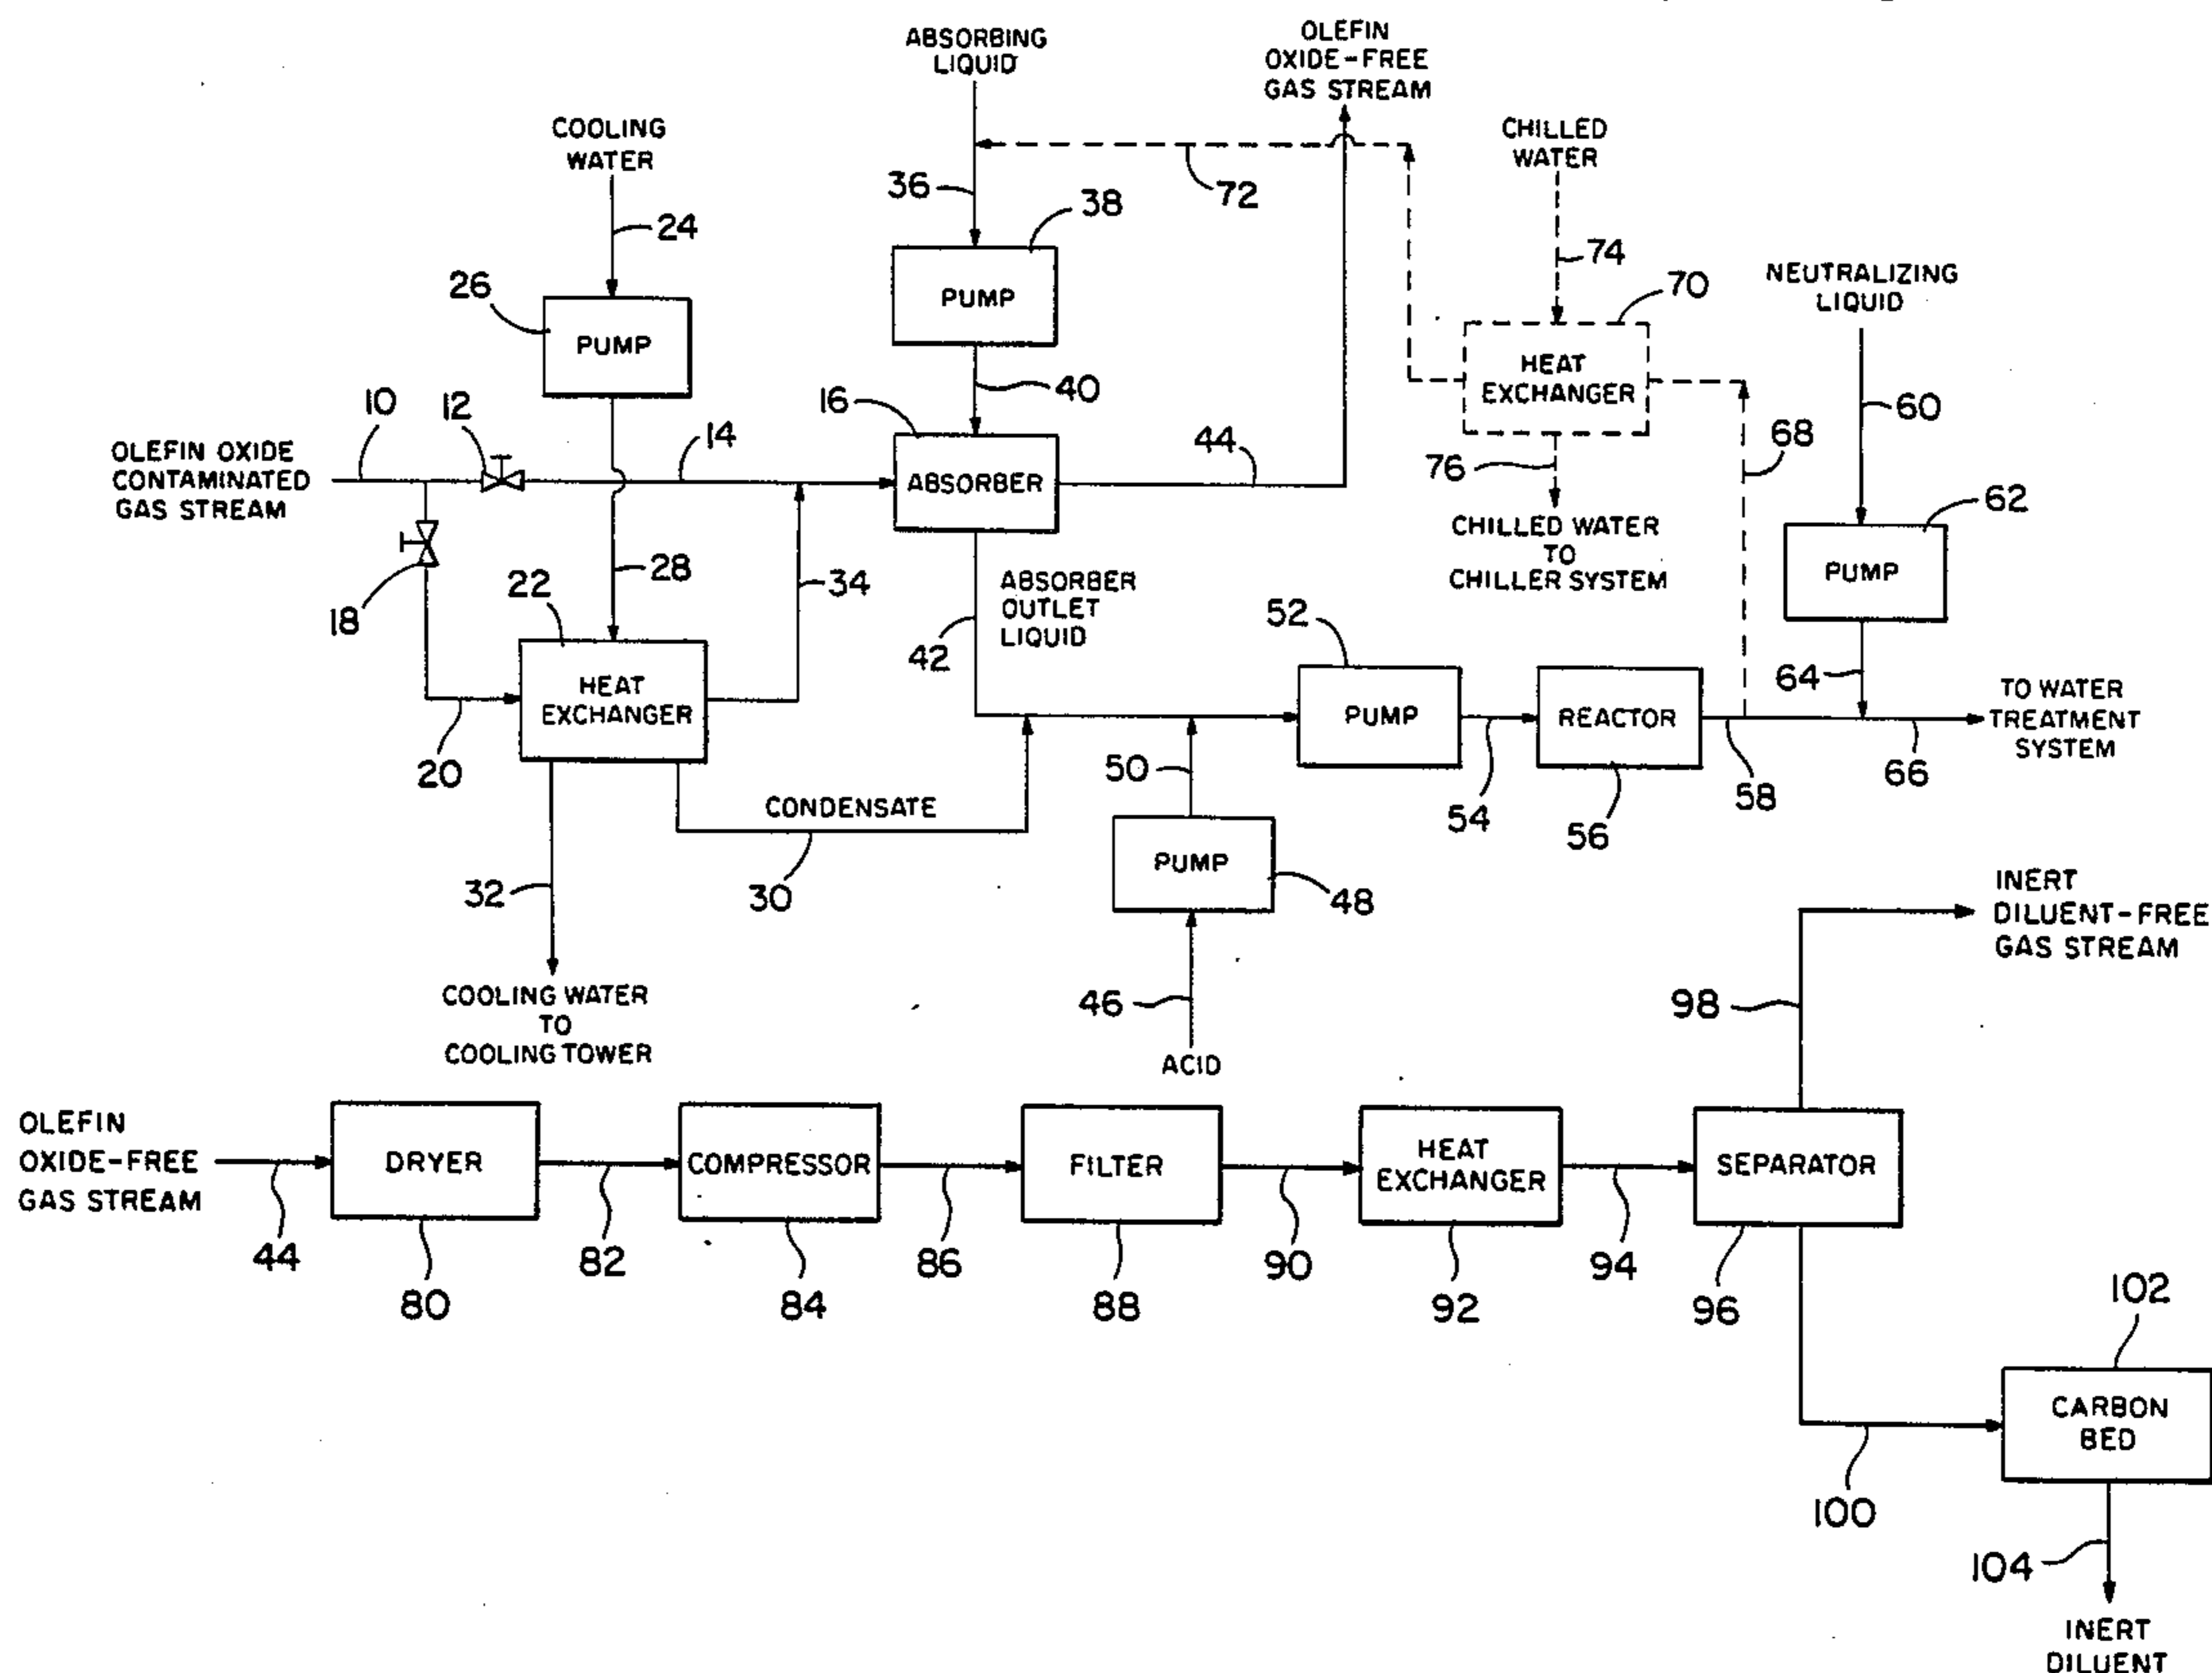 ABSORBING
LIQUID
OLEFIN
OXIDE-FREE
GAS STREAM
COOLING
WATER
CHILLED
WATER
36
72
38
24
74
70
NEUTRALIZING
LIQUID
26
PUMP
PUMP
HEAT
EXCHANGER
10
12
14
16
40
60
OLEFIN OXIDE
CONTAMINATED
GAS STREAM
ABSORBER
44
76
68
62
CHILLED WATER
TO
CHILLER SYSTEM
PUMP
18
22
28
34
ABSORBER
OUTLET
LIQUID
42
52
64
HEAT
EXCHANGER
PUMP
REACTOR
TO WATER
TREATMENT
SYSTEM
20
50
54
56
58
66
CONDENSATE
30
PUMP
48
32
46
ACID
COOLING WATER
TO
COOLING TOWER
INERT
DILUENT-FREE
GAS STREAM
98
OLEFIN
OXIDE-FREE
GAS STREAM
DRYER
COMPRESSOR
FILTER
HEAT
EXCHANGER
SEPARATOR
44
80
82
84
86
88
90
92
94
96
102
CARBON
BED
100
104
INERT
DILUENT